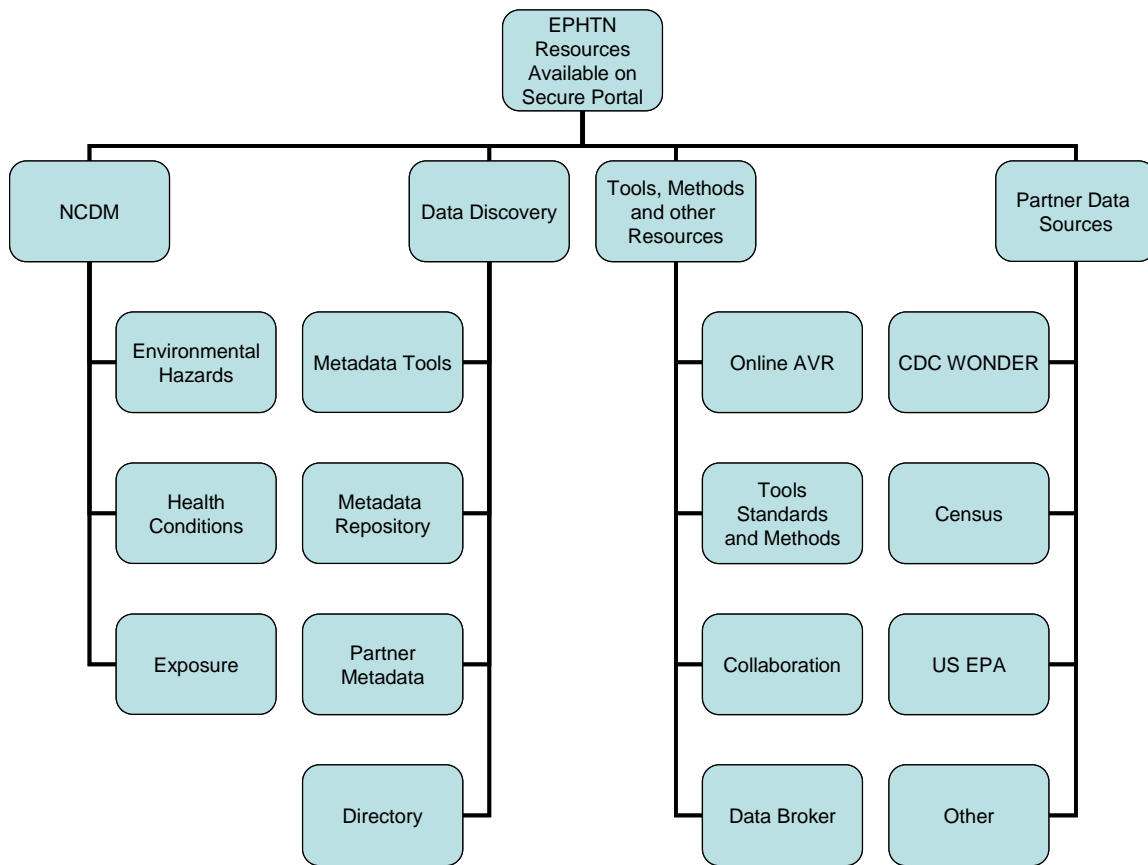 EPHTN
Resources
Available on
Secure Portal
NCDM
Data Discovery
Tools, Methods
and other
Resources
Partner Data
Sources
Environmental
Hazards
Metadata Tools
Online AVR
CDC WONDER
Health
Conditions
Metadata
Repository
Tools
Standards
and Methods
Census
Exposure
Partner
Metadata
Collaboration
US EPA
Directory
Data Broker
Other